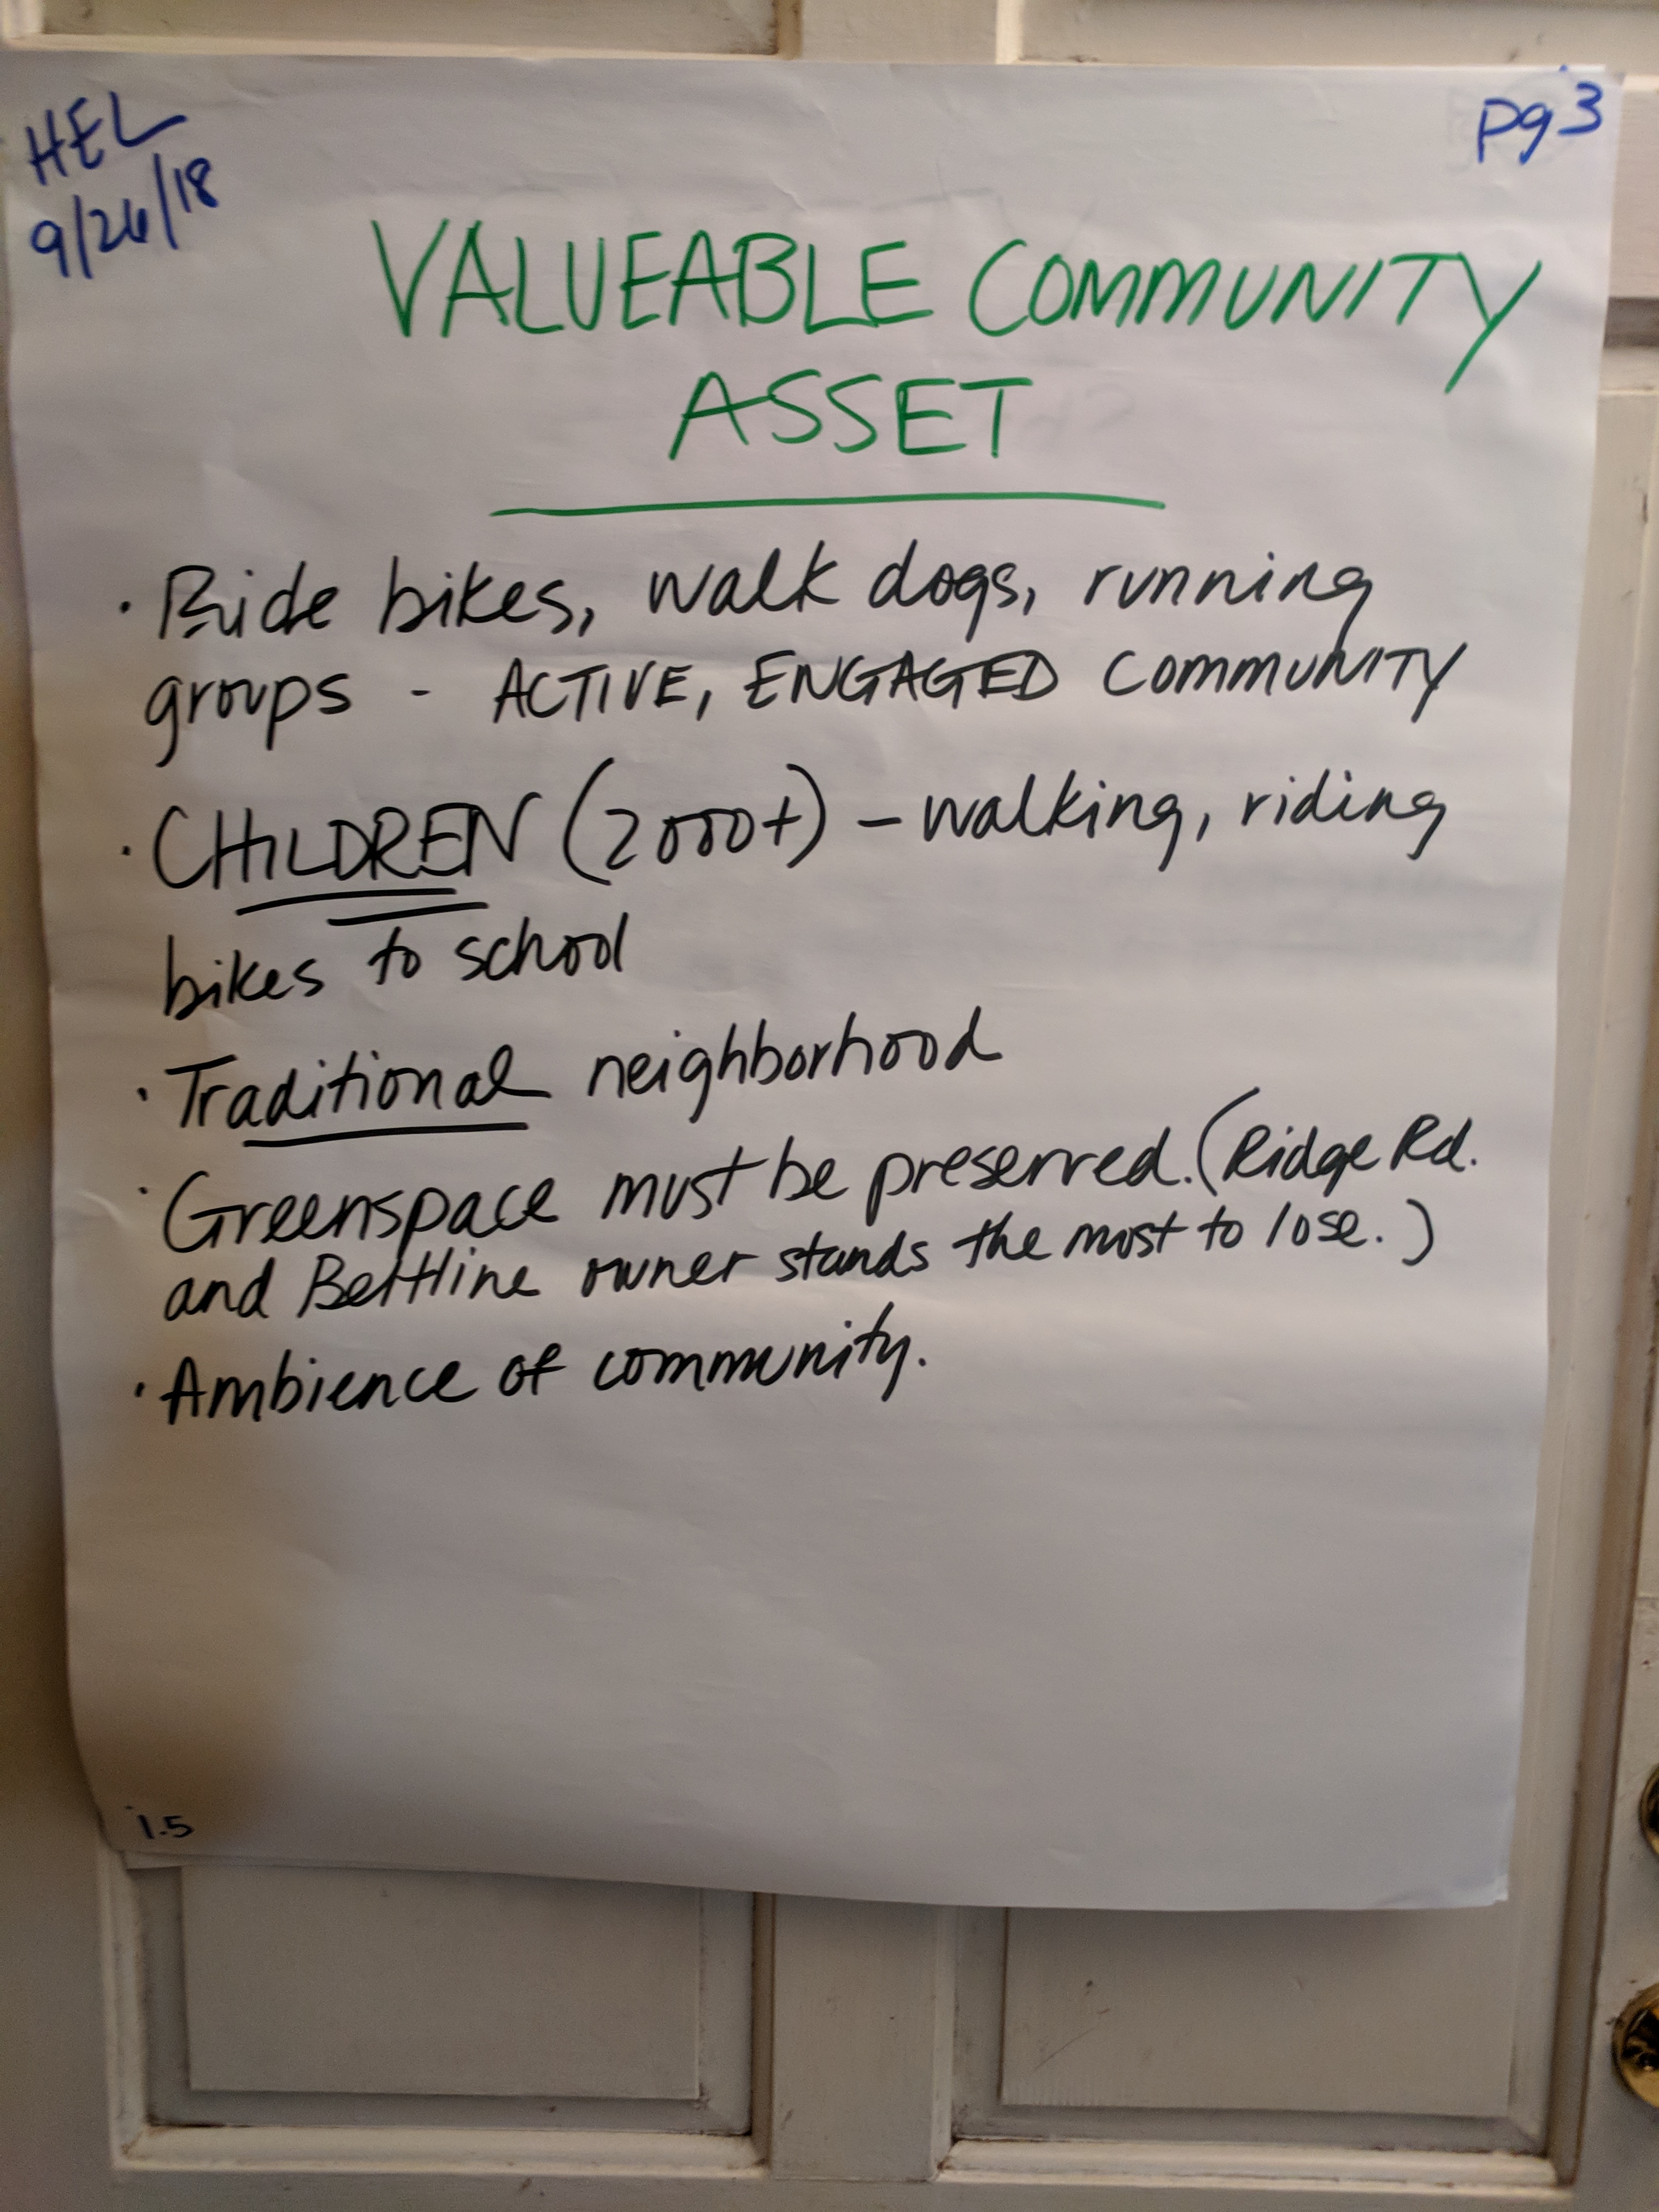 HEL
9/26/18
pg 3
VALUEABLE COMMUNITY
ASSET
· Ride bikes, walk dogs, running
groups - ACTIVE, ENGAGED COMMUNITY
· CHILDREN (2000+) - walking, riding
bikes to school
· Traditional neighborhood
· Greenspace must be preserved. (Ridge Rd.
and Beltline owner stands the most to lose.)
· Ambience of community.
1.5